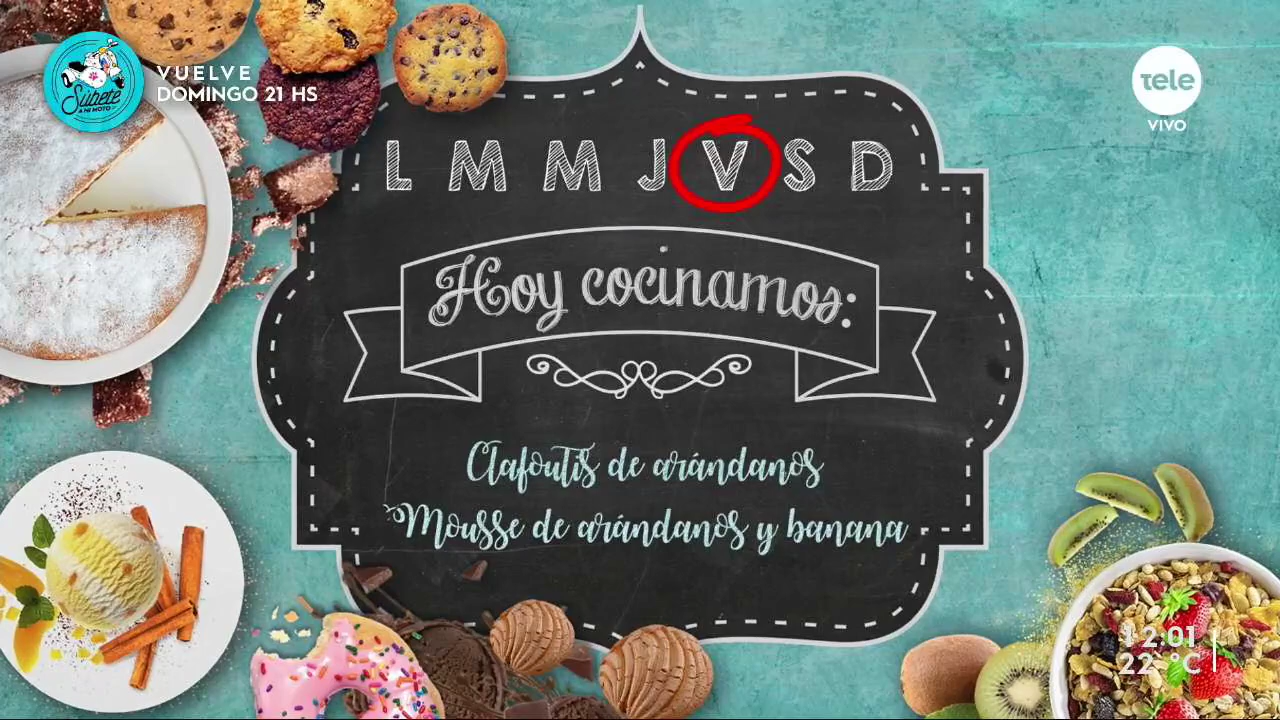 VUELVE
DOMINGO 21 HS
Súbete
A MI MOTO
tele
VIVO
L M M J V S D
Hoy cocinamos:
Clafoutis de arándanos
Mousse de arándanos y banana
12:01
22 °C